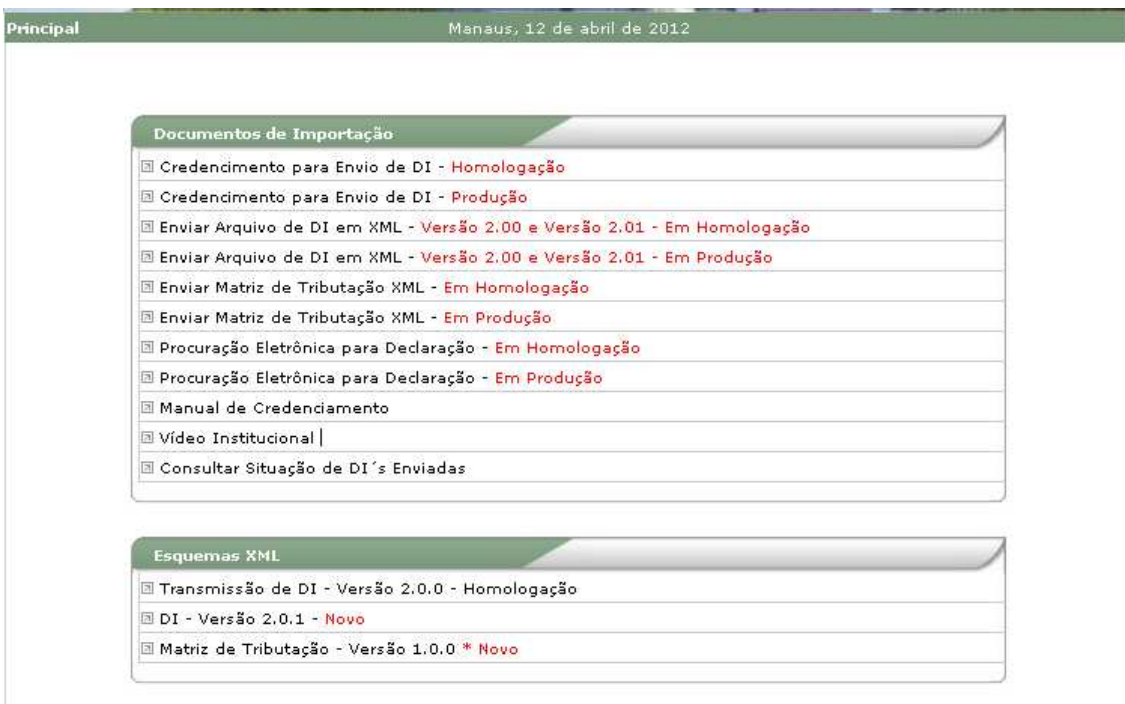 Principal
Manaus, 12 de abril de 2012
Documentos de Importação
Credencimento para Envio de DI - Homologação
Credencimento para Envio de DI - Produção
Enviar Arquivo de DI em XML - Versão 2.00 e Versão 2.01 - Em Homologação
Enviar Arquivo de DI em XML - Versão 2.00 e Versão 2.01 - Em Produção
Enviar Matriz de Tributação XML - Em Homologação
Enviar Matriz de Tributação XML - Em Produção
Procuração Eletrônica para Declaração - Em Homologação
Procuração Eletrônica para Declaração - Em Produção
Manual de Credenciamento
Vídeo Institucional
Consultar Situação de DI´s Enviadas
Esquemas XML
Transmissão de DI - Versão 2.0.0 - Homologação
DI - Versão 2.0.1 - Novo
Matriz de Tributação - Versão 1.0.0 * Novo